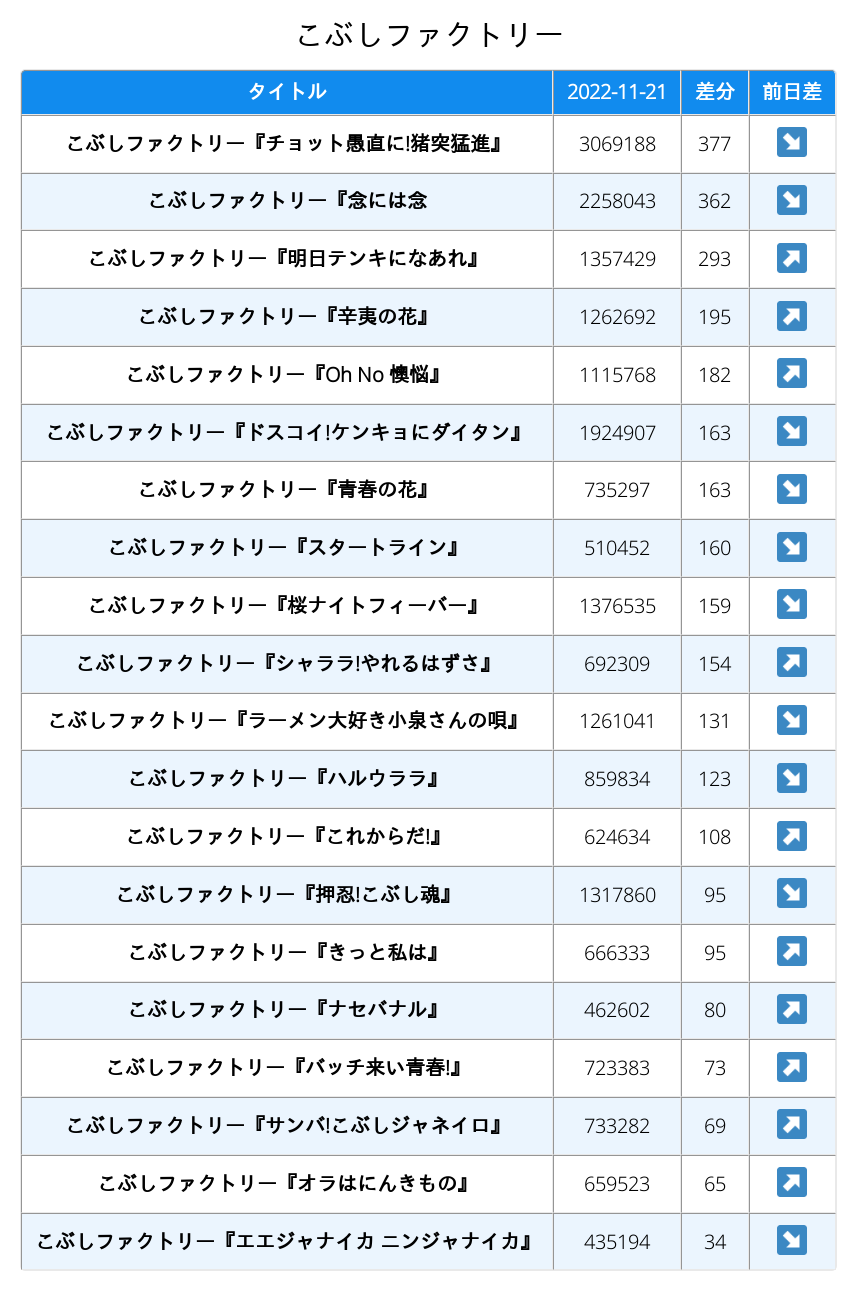 こぶしファクトリー
タイトル 2022-11-21 差分 前日差
こぶしファクトリー『チョット愚直に!猪突猛進』 3069188 377 ↘
こぶしファクトリー『念には念 2258043 362 ↘
こぶしファクトリー『明日テンキになあれ』 1357429 293 ↗
こぶしファクトリー『辛夷の花』 1262692 195 ↗
こぶしファクトリー『Oh No 懊悩』 1115768 182 ↗
こぶしファクトリー『ドスコイ!ケンキョにダイタン』 1924907 163 ↘
こぶしファクトリー『青春の花』 735297 163 ↘
こぶしファクトリー『スタートライン』 510452 160 ↘
こぶしファクトリー『桜ナイトフィーバー』 1376535 159 ↘
こぶしファクトリー『シャララ!やれるはずさ』 692309 154 ↗
こぶしファクトリー『ラーメン大好き小泉さんの唄』 1261041 131 ↘
こぶしファクトリー『ハルウララ』 859834 123 ↘
こぶしファクトリー『これからだ!』 624634 108 ↗
こぶしファクトリー『押忍!こぶし魂』 1317860 95 ↘
こぶしファクトリー『きっと私は』 666333 95 ↗
こぶしファクトリー『ナセバナル』 462602 80 ↗
こぶしファクトリー『バッチ来い青春!』 723383 73 ↗
こぶしファクトリー『サンバ!こぶしジャネイロ』 733282 69 ↗
こぶしファクトリー『オラはにんきもの』 659523 65 ↗
こぶしファクトリー『エエジャナイカ ニンジャナイカ』 435194 34 ↘